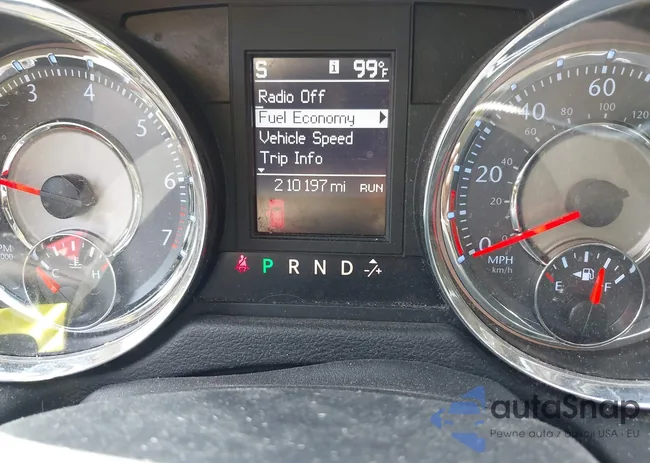 S i 99°F
Radio Off
Fuel Economy
Vehicle Speed
Trip Info
210197 mi RUN
P R N D -/+
3 4 5 6 7
C H
0 20 40 60
0 100 120
MPH
km/h
E F
autoSnap
Pewne auta z aukcji USA i EU